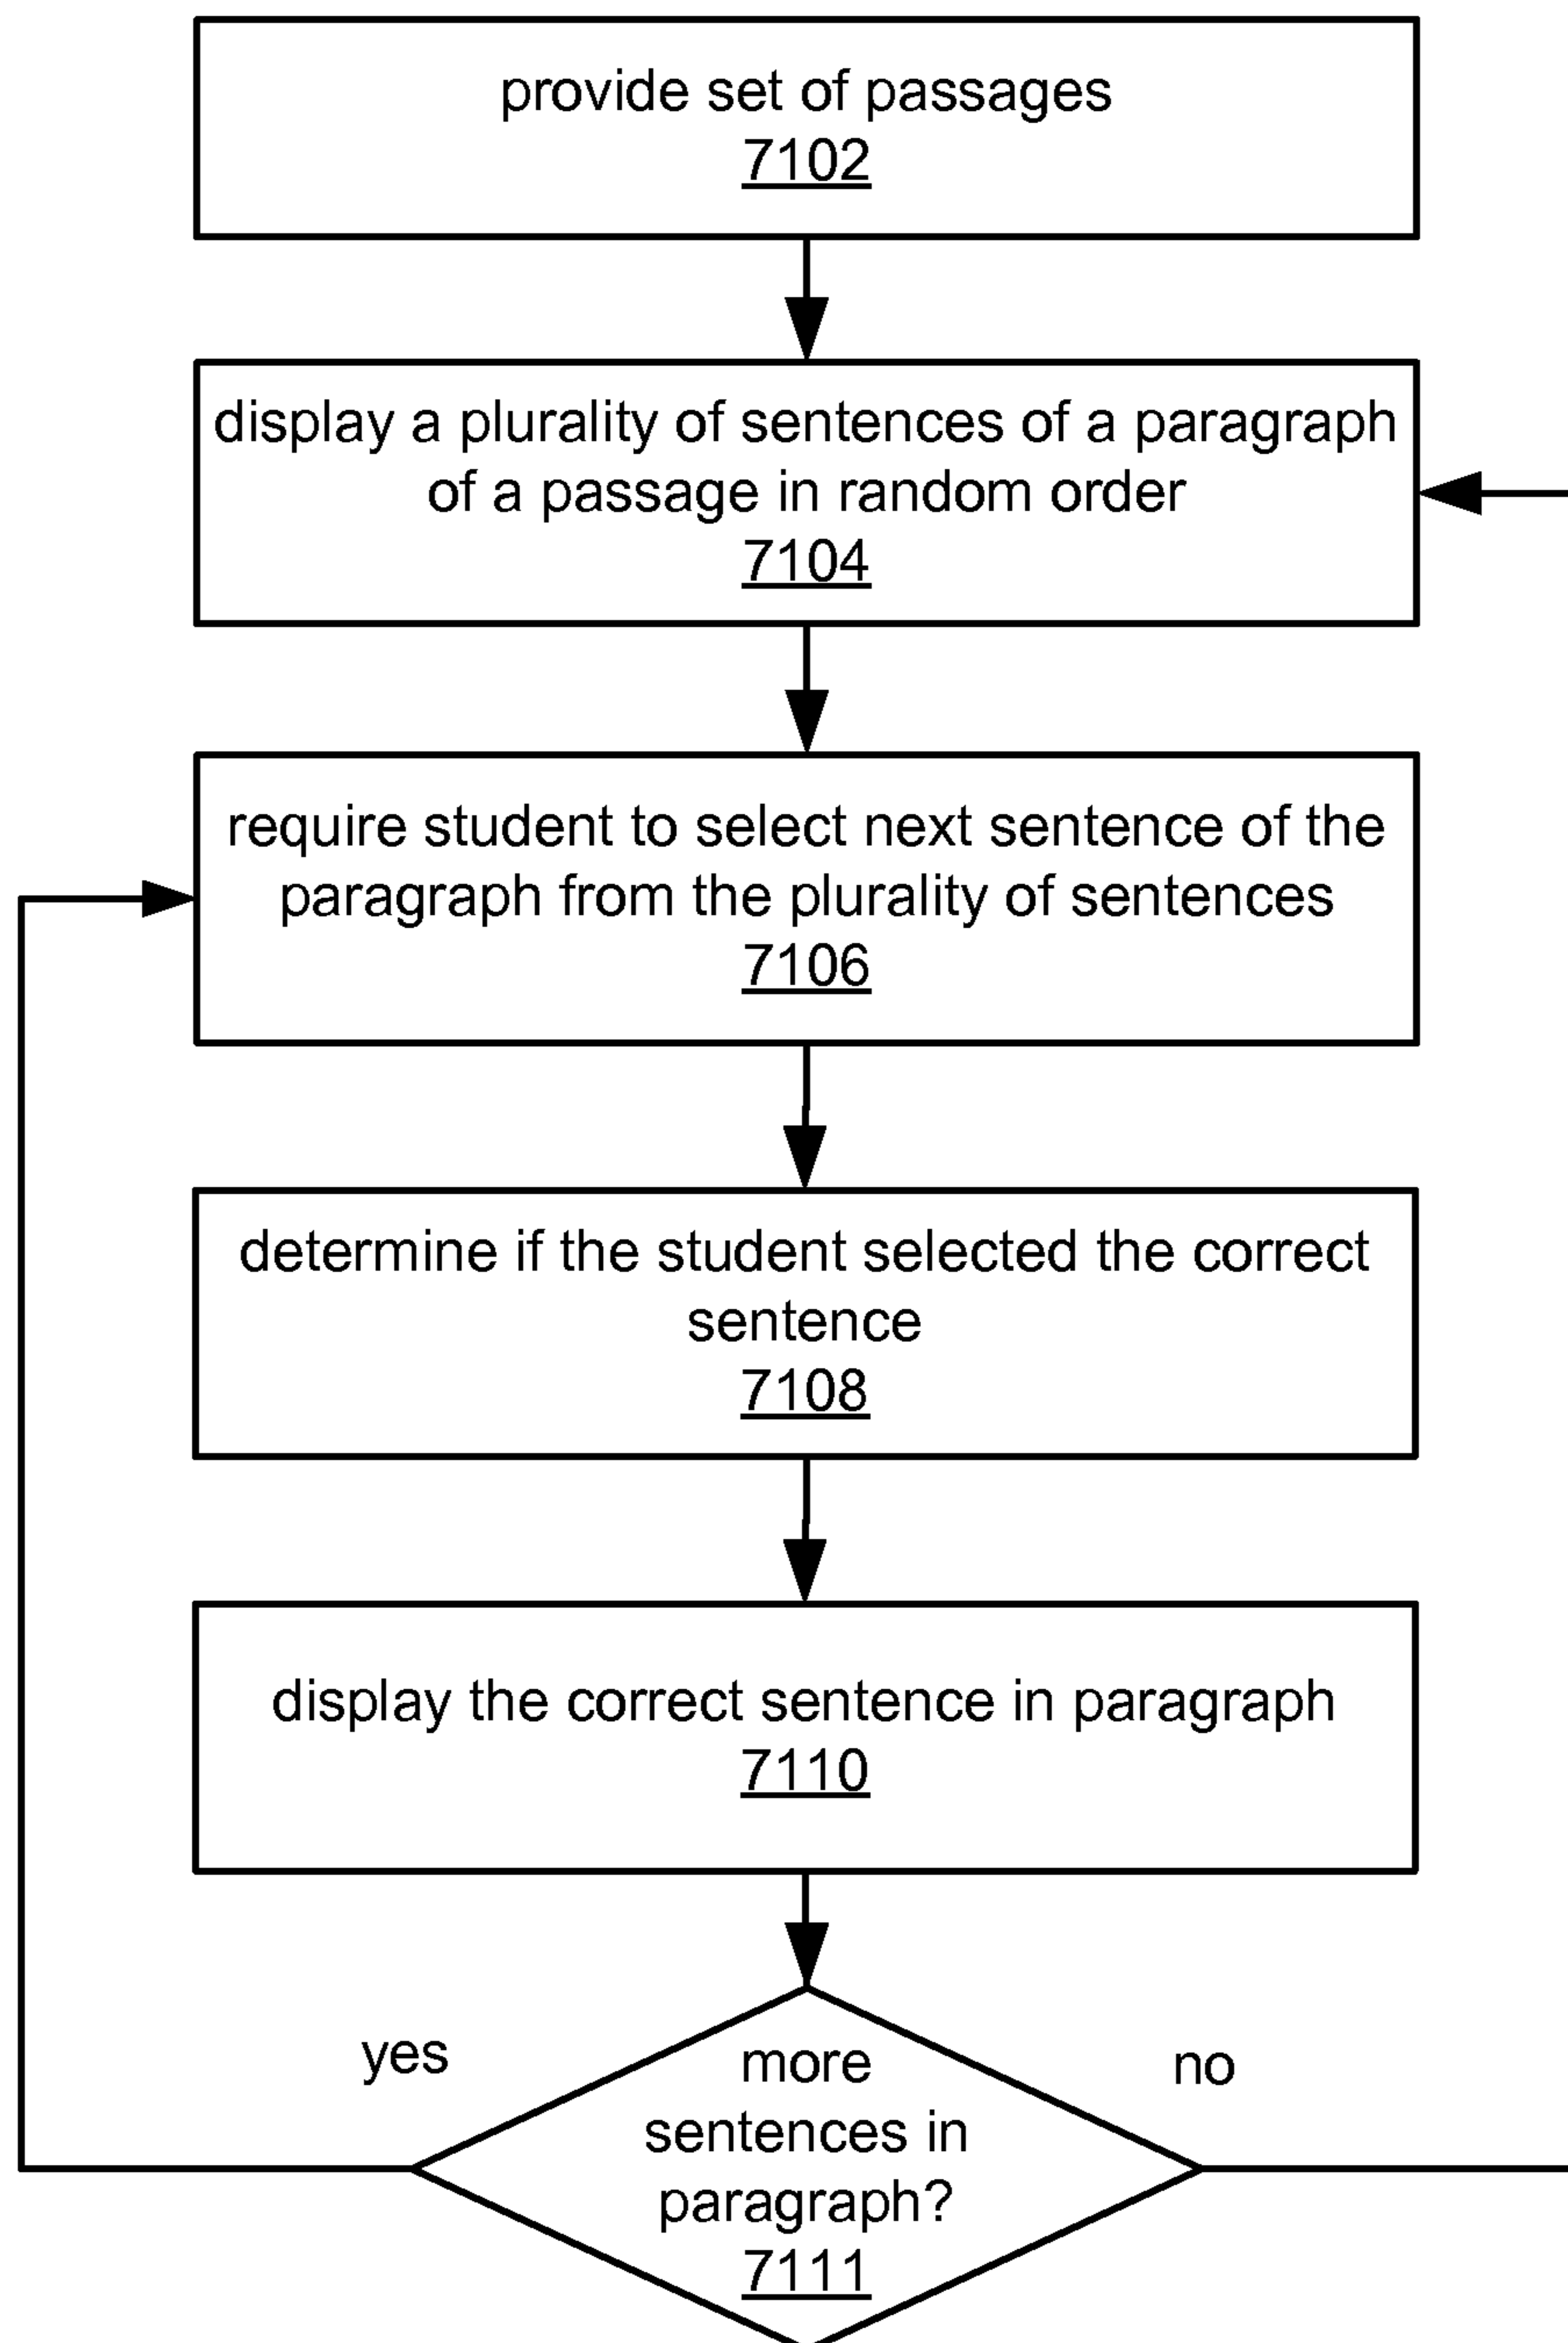 provide set of passages
7102
display a plurality of sentences of a paragraph
of a passage in random order
7104
require student to select next sentence of the
paragraph from the plurality of sentences
7106
determine if the student selected the correct
sentence
7108
display the correct sentence in paragraph
7110
yes
no
more
sentences in
paragraph?
7111